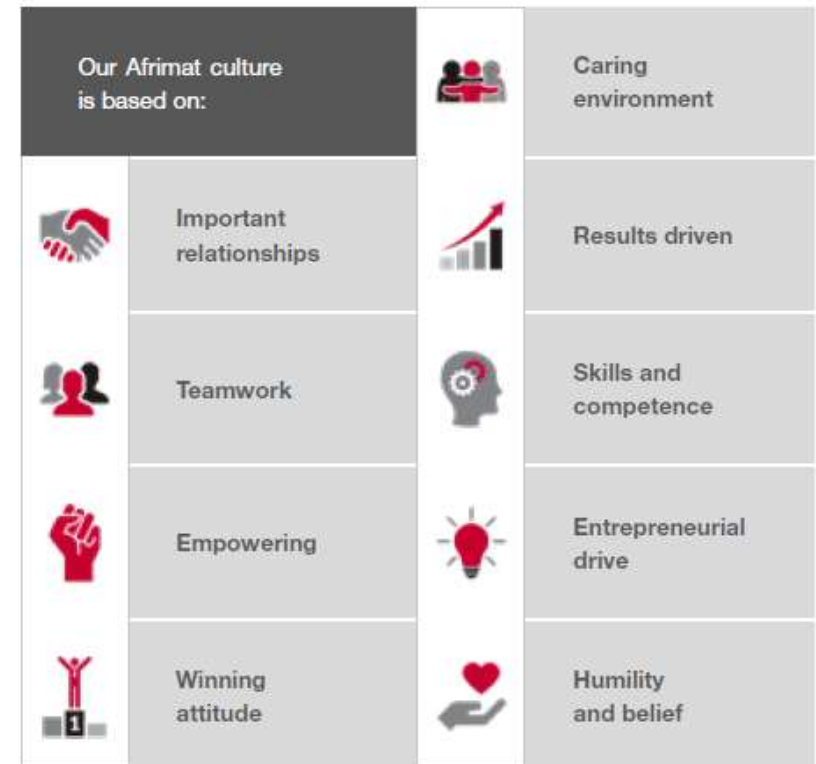 Our Afrimat culture
is based on:
Important
relationships
Teamwork
Empowering
1
Winning
attitude
Caring
environment
Results driven
Skills and
competence
Entrepreneurial
drive
Humility
and belief